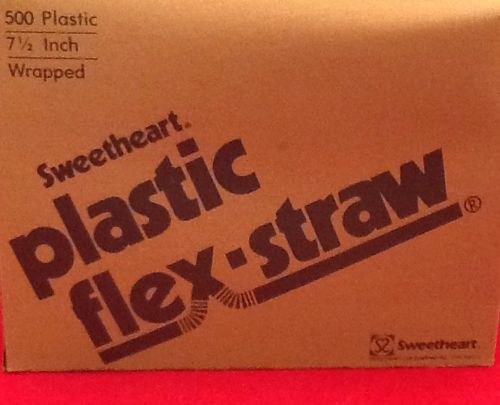 500 Plastic
7½ Inch
Wrapped
Sweetheart
plastic
flex-straw®
Sweetheart